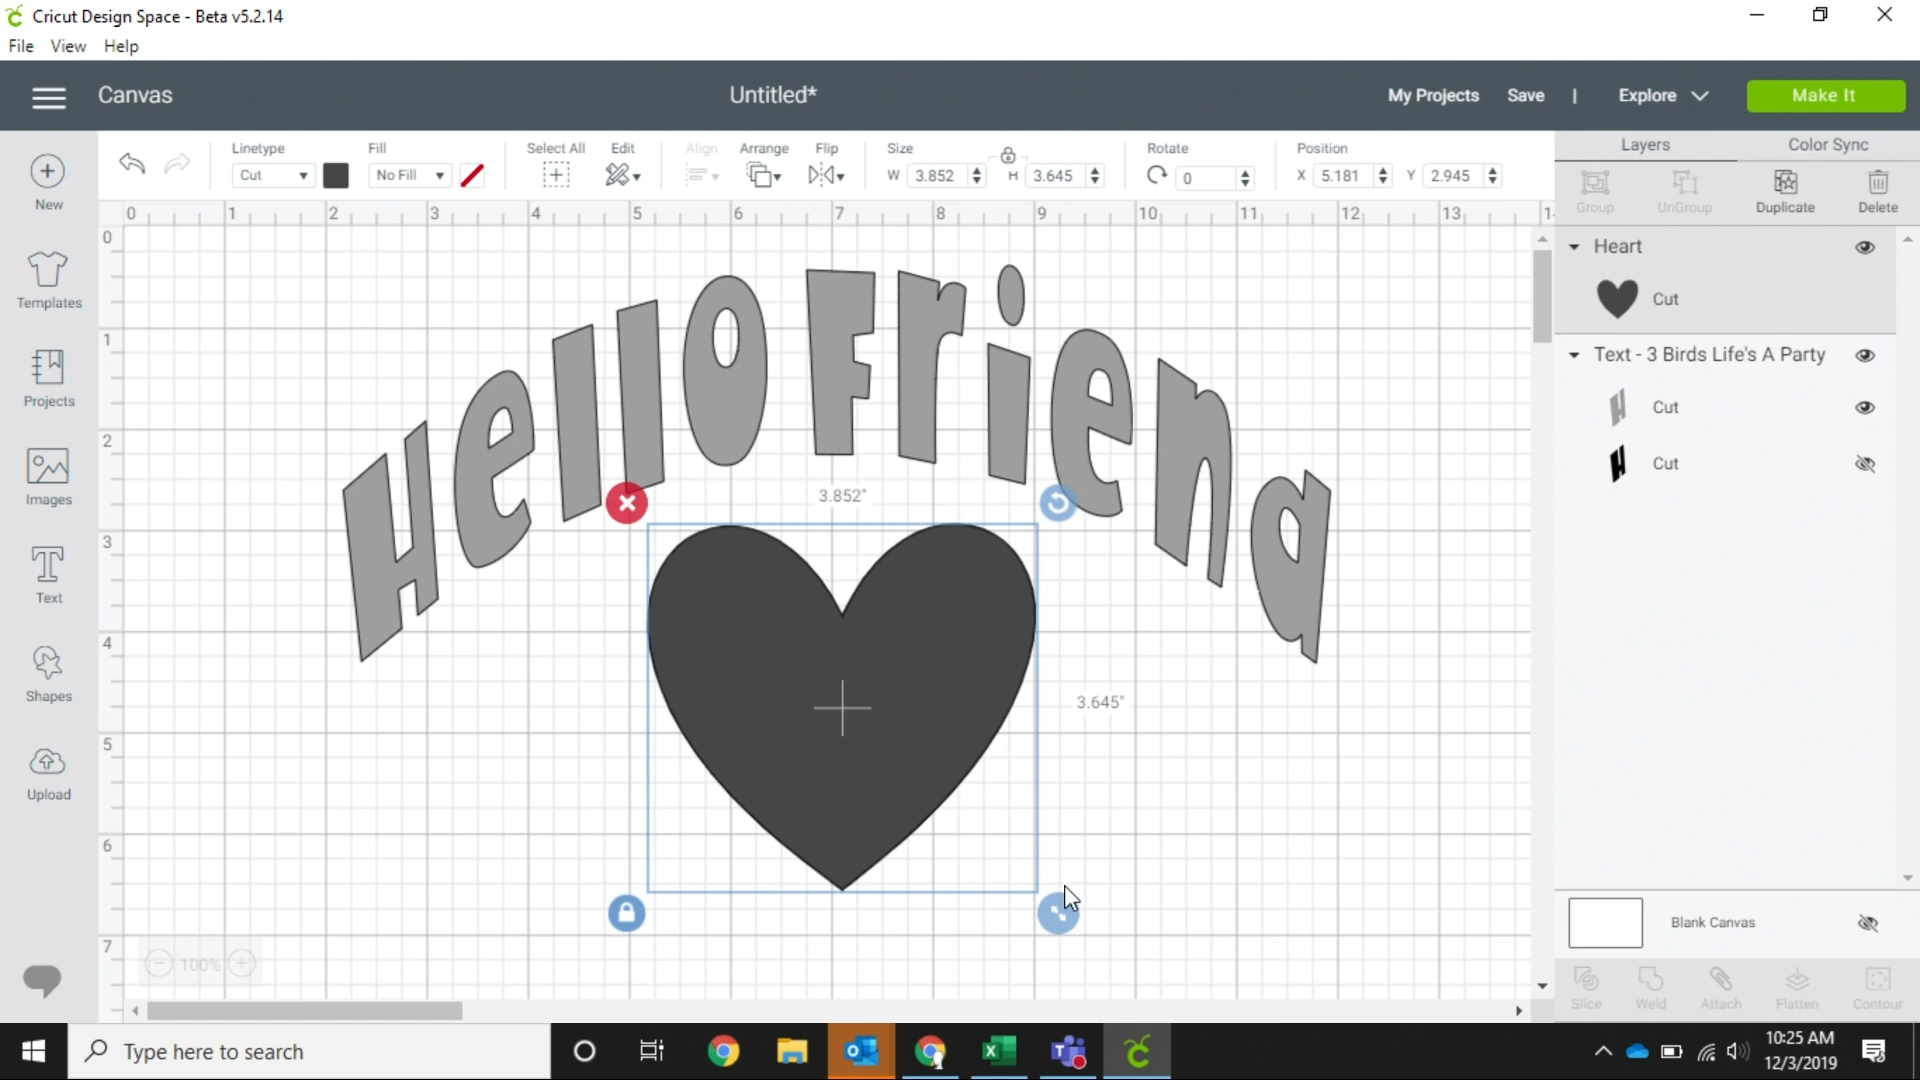 Cricut Design Space - Beta v5.2.14
File View Help
Canvas
Untitled*
My Projects Save | Explore
Make It
New
Templates
Projects
Images
Text
Shapes
Upload
Linetype
Cut
Fill
No Fill
Select All
Edit
Align
Arrange
Flip
Size
W 3.852
H 3.645
Rotate
0
Position
X 5.181
Y 2.945
0 1 2 3 4 5 6 7 8 9 10 11 12 13 14
0
1
2
3
4
5
6
7
Hello Friend
3.852"
3.645"
100%
Layers
Color Sync
Group
UnGroup
Duplicate
Delete
Heart
Cut
Text - 3 Birds Life's A Party
H Cut
H Cut
Blank Canvas
Slice
Weld
Attach
Flatten
Contour
Type here to search
10:25 AM
12/3/2019